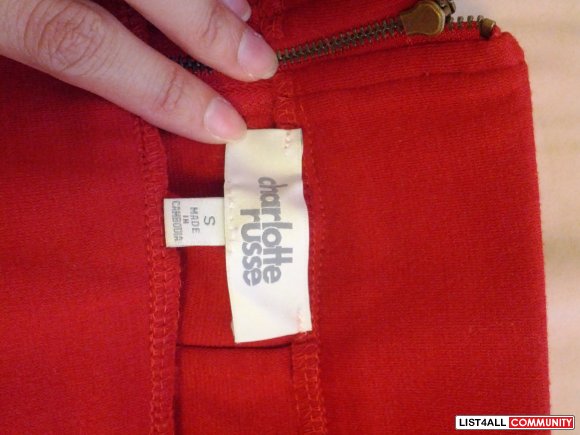 charlotte
russe
S
MADE
IN
CAMBODIA
LIST4ALL COMMUNITY